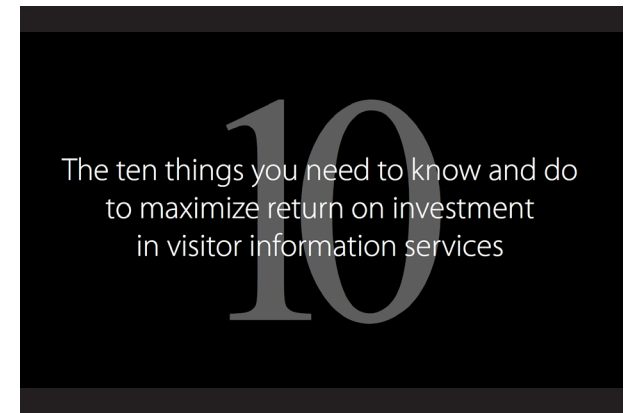 10
The ten things you need to know and do
to maximize return on investment
in visitor information services